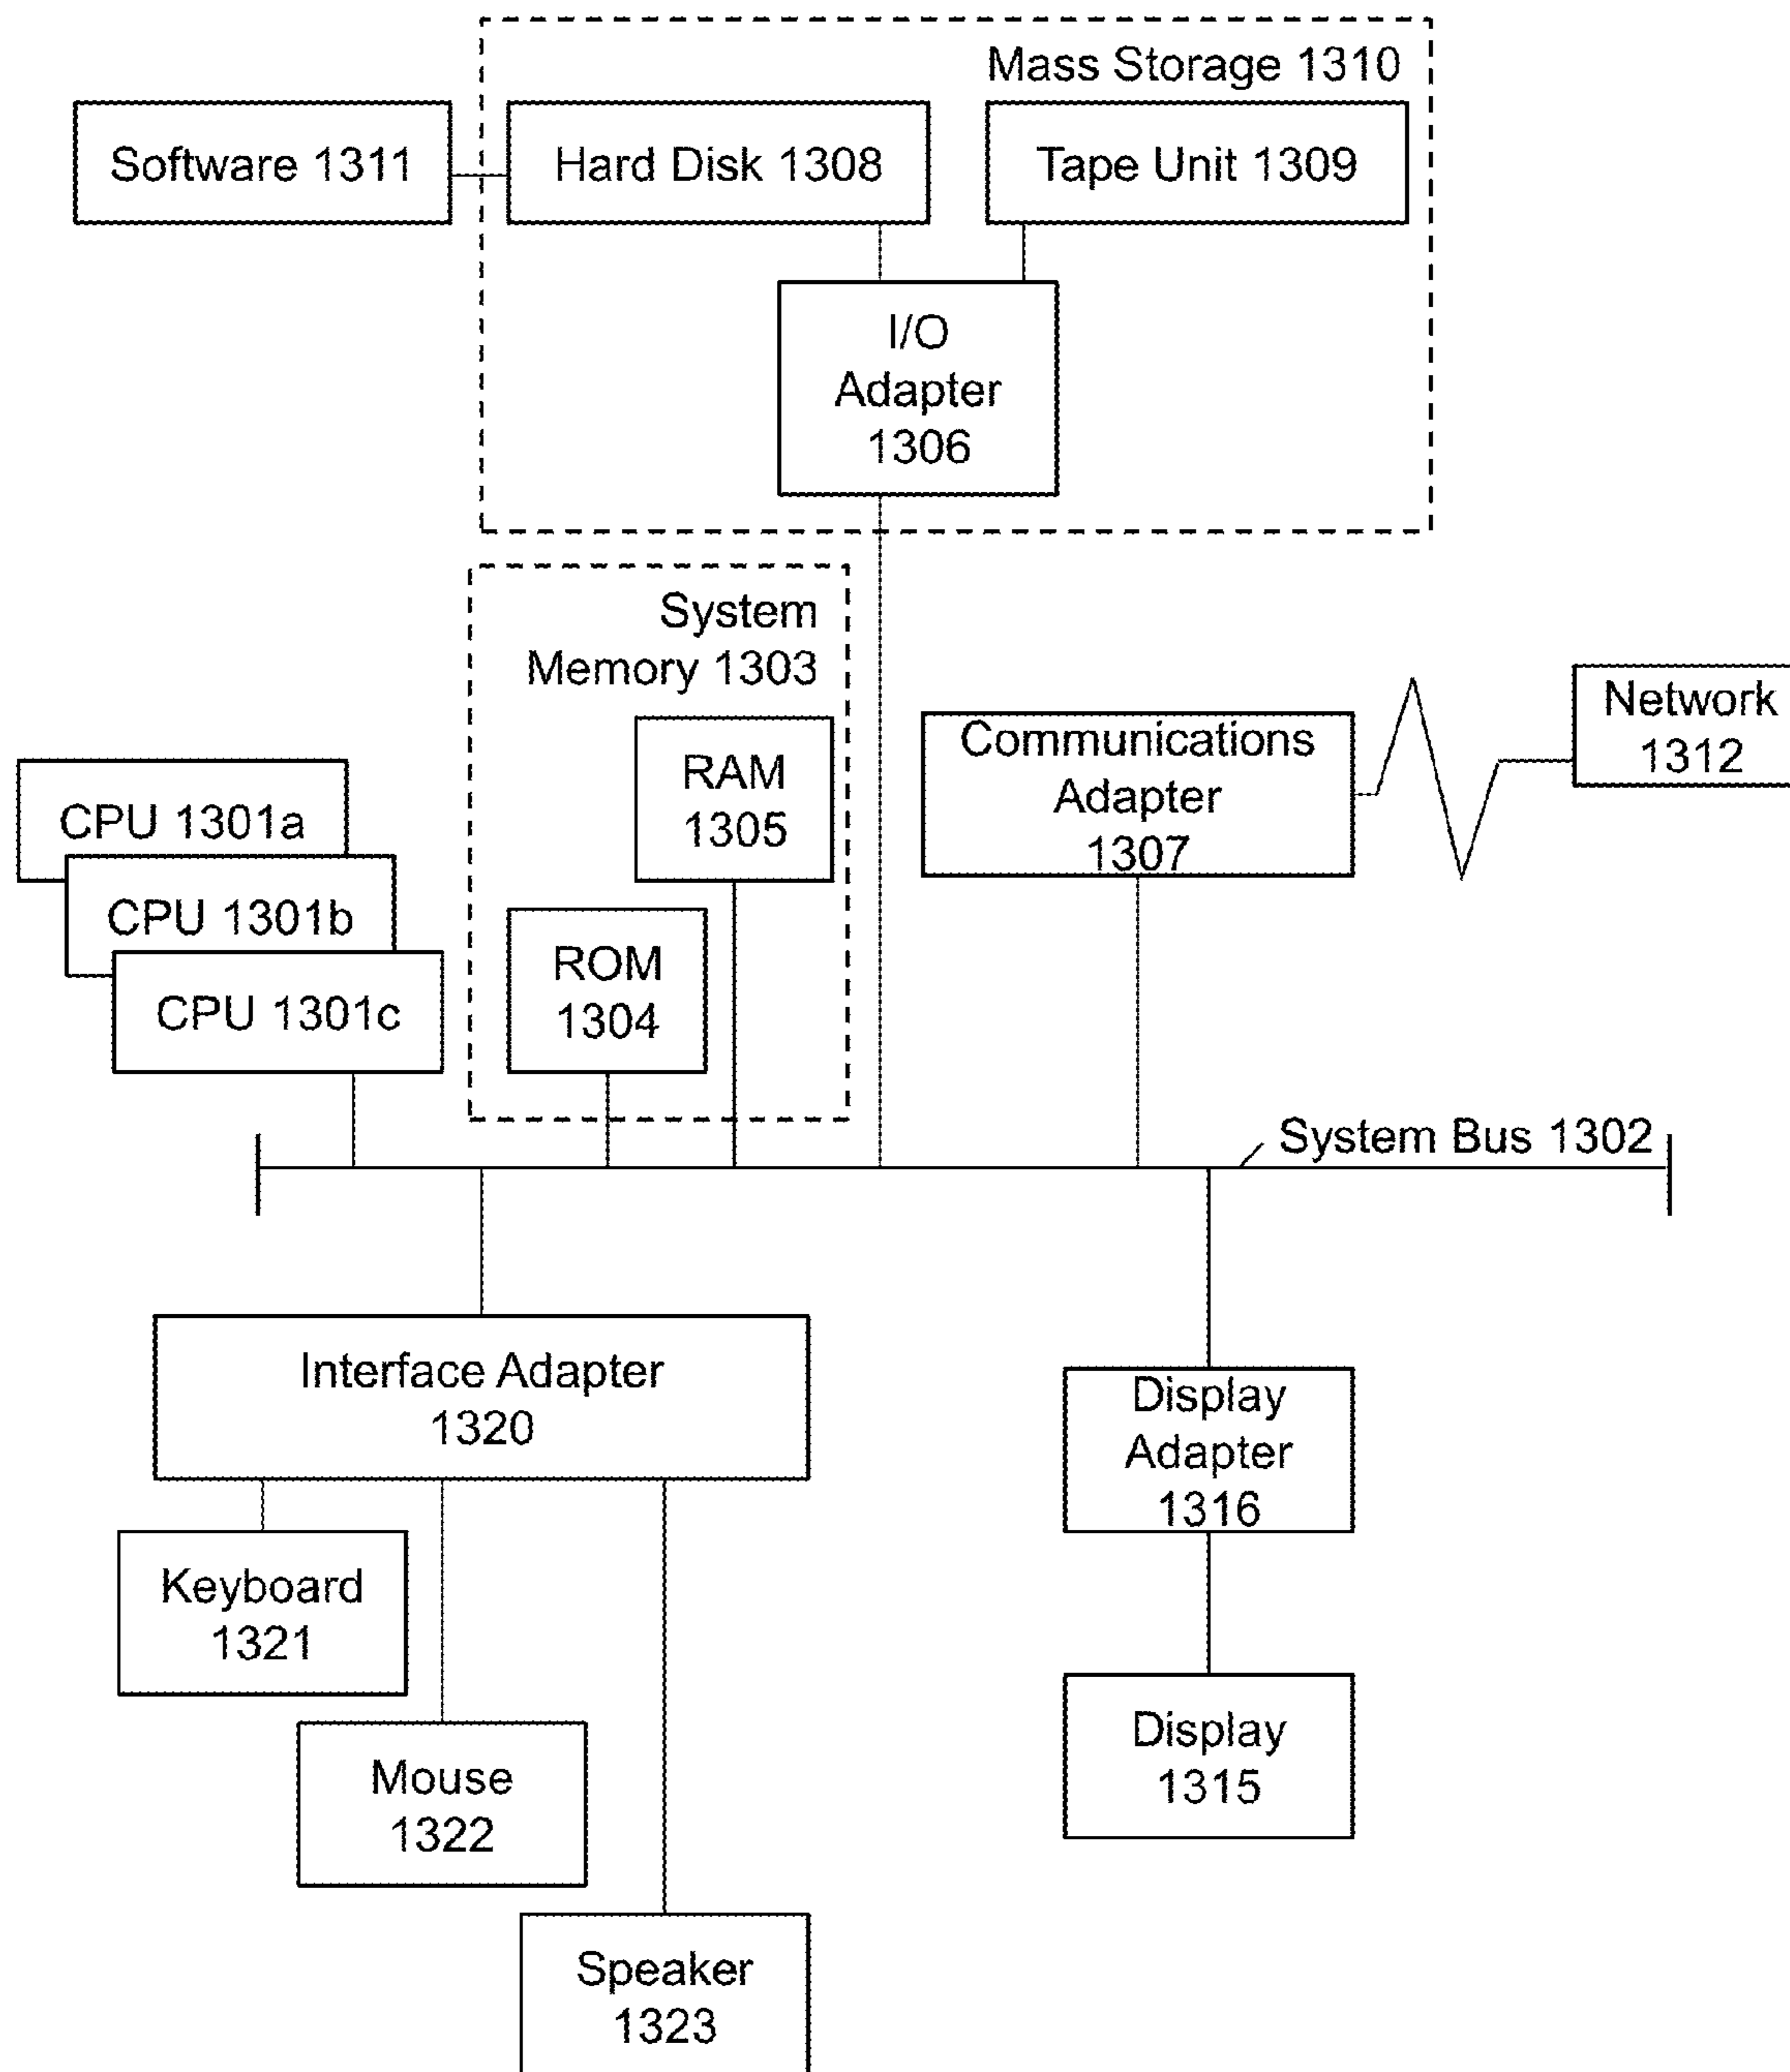 Mass Storage 1310
Software 1311
Hard Disk 1308
Tape Unit 1309
I/O
Adapter
1306
System
Memory 1303
RAM
1305
ROM
1304
Communications
Adapter
1307
Network
1312
CPU 1301a
CPU 1301b
CPU 1301c
System Bus 1302
Interface Adapter
1320
Display
Adapter
1316
Keyboard
1321
Mouse
1322
Display
1315
Speaker
1323